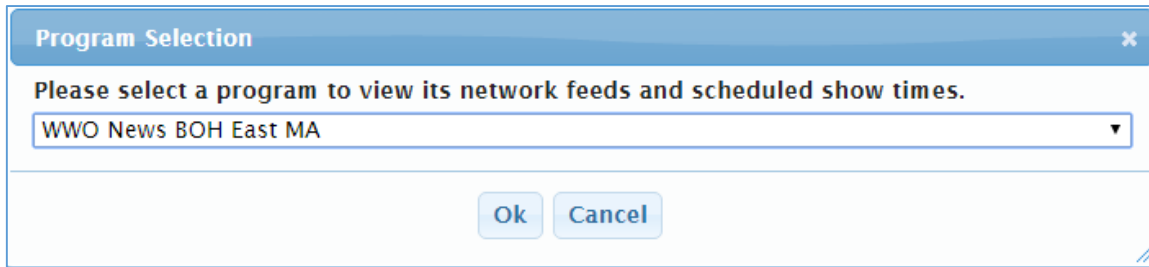 Program Selection
Please select a program to view its network feeds and scheduled show times.
WWO News BOH East MA
Ok Cancel